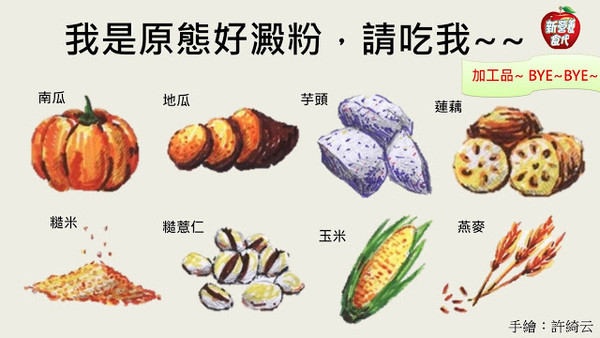 我是原態好澱粉，請吃我~~
新營養食代
加工品~ BYE~BYE~
南瓜
地瓜
芋頭
蓮藕
糙米
糙薏仁
玉米
燕麥
手繪：許綺云